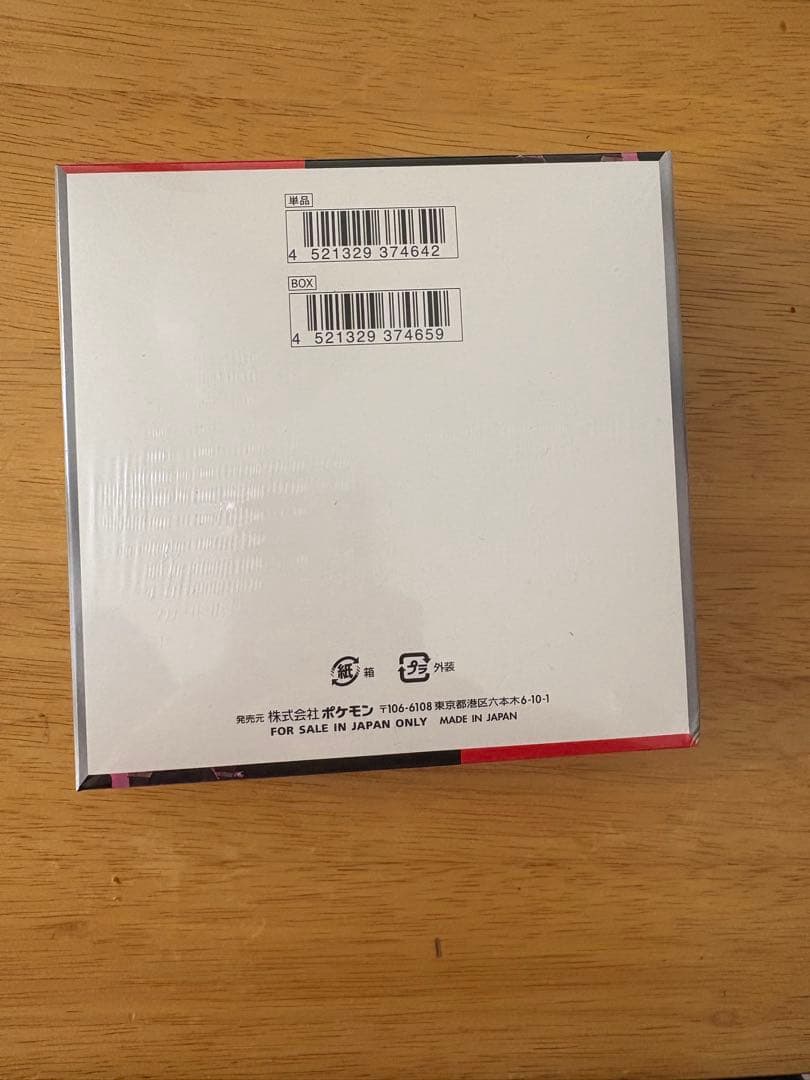 単品
4 521329 374642
BOX
4 521329 374659
紙 箱 プラ 外装
発売元 株式会社ポケモン 〒106-6108 東京都港区六本木6-10-1
FOR SALE IN JAPAN ONLY MADE IN JAPAN